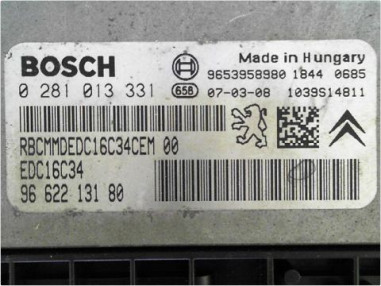 BOSCH
Made in Hungary
9653958980 1844 0685
0 281 013 331
658 07-03-08 1039S14811
RBCMMDEDC16C34CEM 00
EDC16C34
96 622 131 80